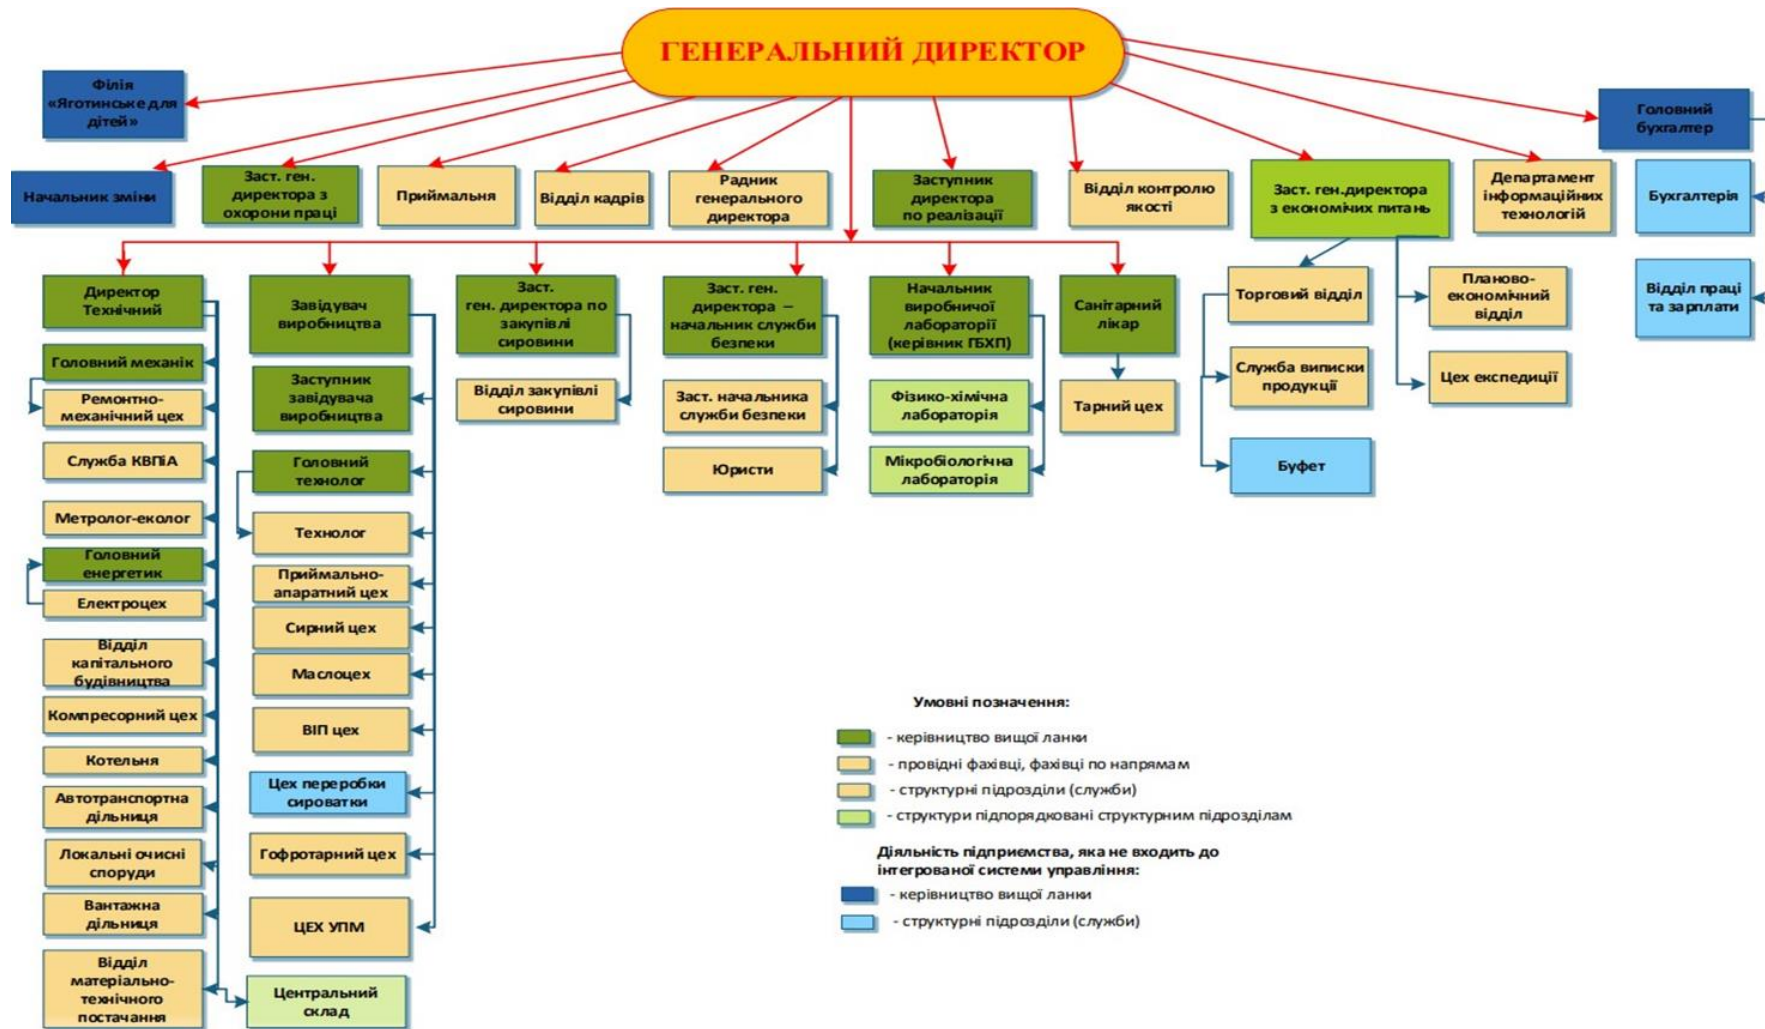 ГЕНЕРАЛЬНИЙ ДИРЕКТОР
Філія
«Яготинське для
дітей»
Головний
бухгалтер
Начальник зміни
Заст. ген.
директора з
охорони праці
Приймальня
Відділ кадрів
Радник
генерального
директора
Заступник
директора
по реалізації
Відділ контролю
якості
Заст. ген.директора
з економічих питань
Департамент
інформаційних
технологій
Бухгалтерія
Директор
Технічний
Завідувач
виробництва
Заст.
ген. директора по
закупівлі
сировини
Заст. ген.
директора –
начальник служби
безпеки
Начальник
виробничої
лабораторії
(керівник ГБХП)
Санітарний
лікар
Торговий відділ
Планово-
економічний
відділ
Відділ праці
та зарплати
Головний механік
Ремонтно-
механічний цех
Служба КВПіА
Метролог-еколог
Головний
енергетик
Електроцех
Відділ
капітального
будівництва
Компресорний цех
Котельня
Автотранспортна
дільниця
Локальні очисні
споруди
Вантажна
дільниця
Відділ
матеріально-
технічного
постачання
Заступник
завідувача
виробництва
Головний
технолог
Технолог
Приймально-
апаратний цех
Сирний цех
Маслоцех
ВІП цех
Цех переробки
сироватки
Гофротарний цех
ЦЕХ УПМ
Центральний
склад
Відділ закупівлі
сировини
Заст. начальника
служби безпеки
Юристи
Фізико-хімічна
лабораторія
Мікробіологічна
лабораторія
Тарний цех
Служба виписки
продукції
Буфет
Цех експедиції
Умовні позначення:
- керівництво вищої ланки
- провідні фахівці, фахівці по напрямам
- структурні підрозділи (служби)
- структури підпорядковані структурним підрозділам
Діяльність підприємства, яка не входить до
інтегрованої системи управління:
- керівництво вищої ланки
- структурні підрозділи (служби)